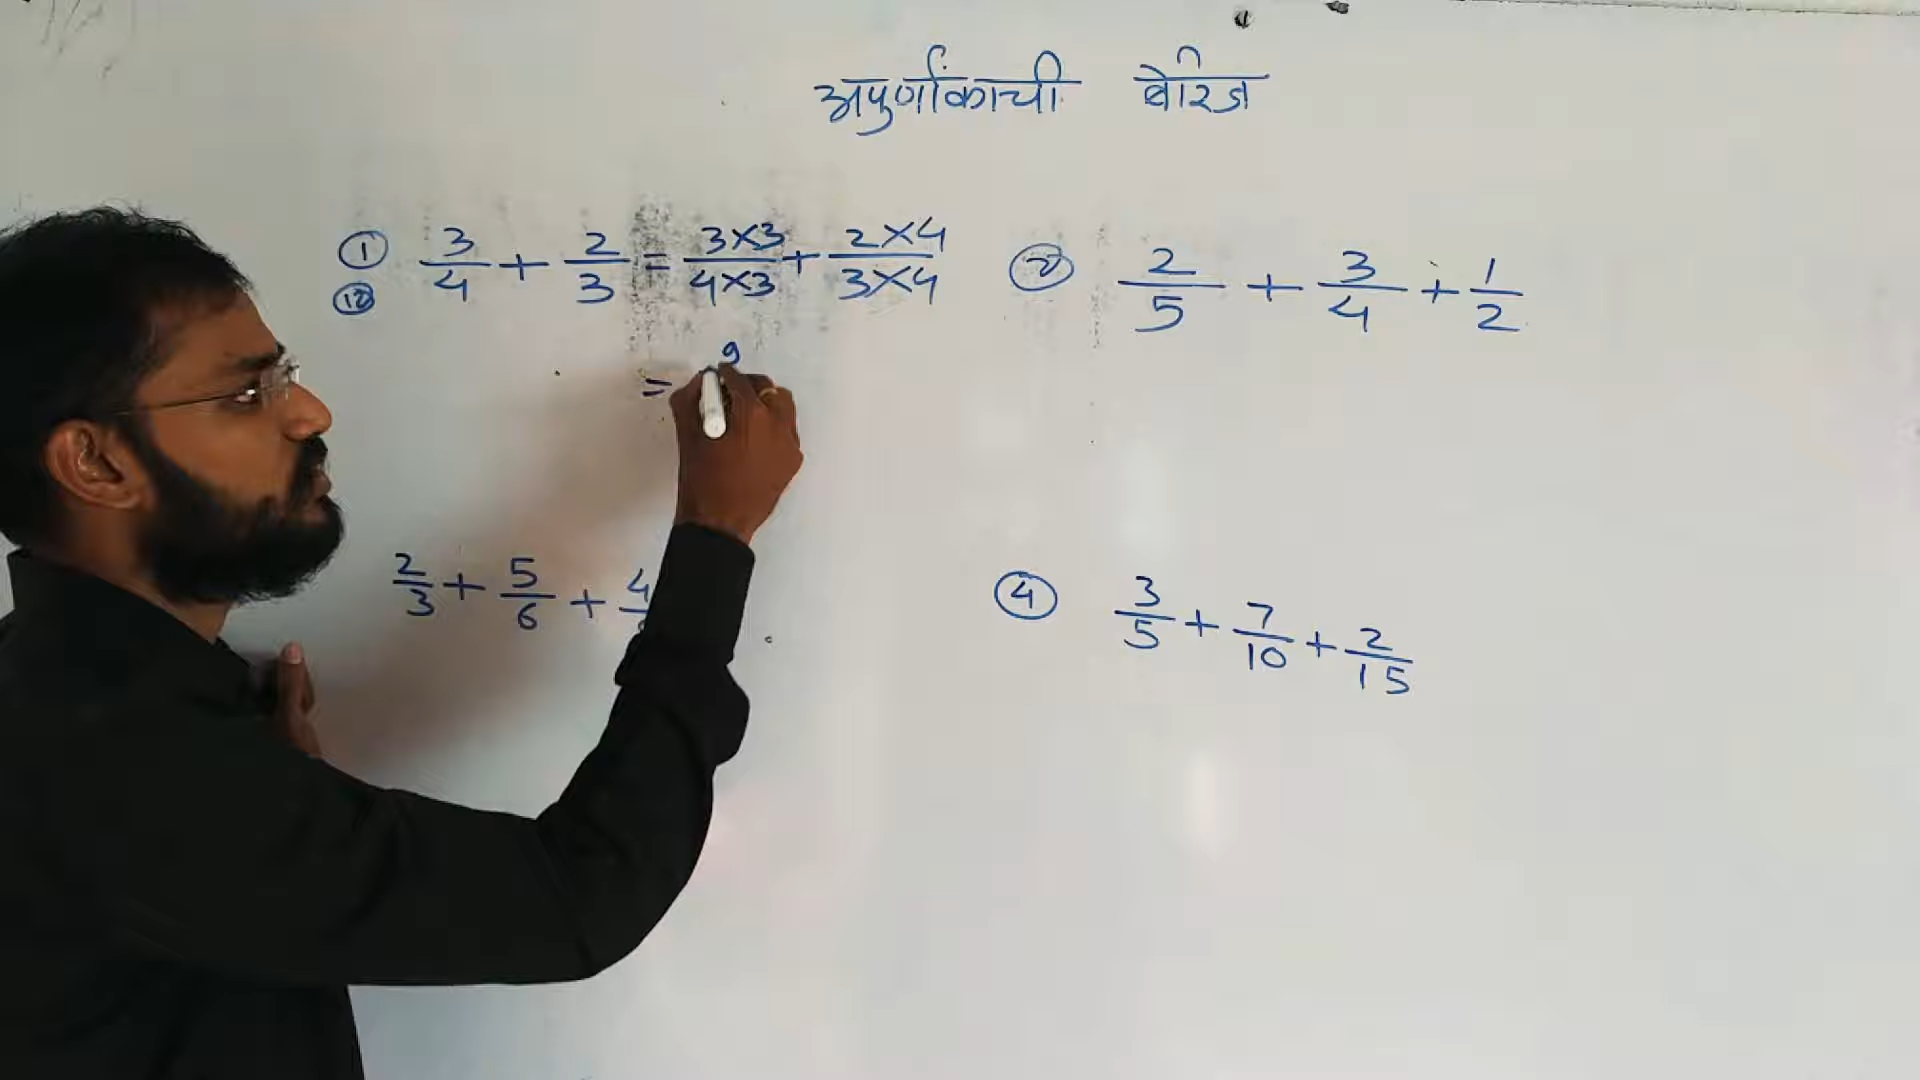 अपुर्णांकाची बेरिज
① 3/4 + 2/3 = 3×3/4×3 + 2×4/3×4
⑫
= 9
② 2/5 + 3/4 + 1/2
2/3 + 5/6 + 4
④ 3/5 + 7/10 + 2/15